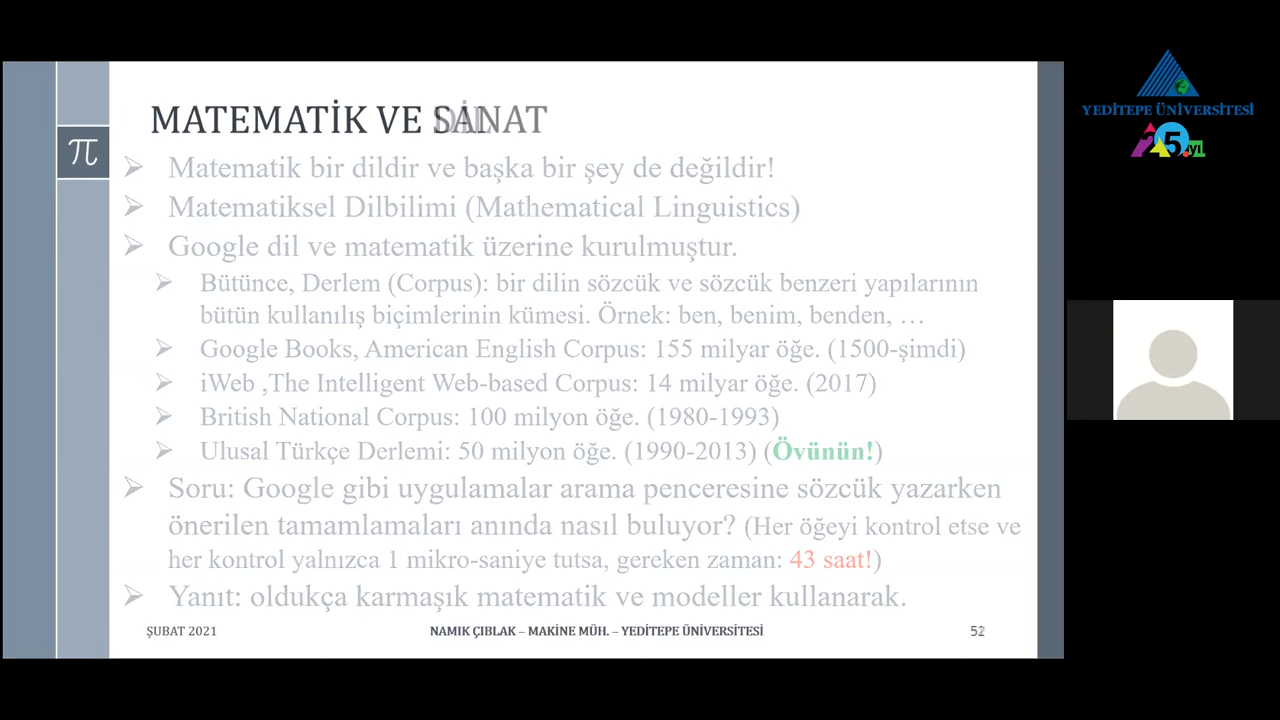 MATEMATİK VE SANAT
Matematik bir dildir ve başka bir şey de değildir!
Matematiksel Dilbilimi (Mathematical Linguistics)
Google dil ve matematik üzerine kurulmuştur.
Bütünce, Derlem (Corpus): bir dilin sözcük ve sözcük benzeri yapılarının
bütün kullanılış biçimlerinin kümesi. Örnek: ben, benim, benden, …
Google Books, American English Corpus: 155 milyar öğe. (1500-şimdi)
iWeb ,The Intelligent Web-based Corpus: 14 milyar öğe. (2017)
British National Corpus: 100 milyon öğe. (1980-1993)
Ulusal Türkçe Derlemi: 50 milyon öğe. (1990-2013) (Övünün!)
Soru: Google gibi uygulamalar arama penceresine sözcük yazarken
önerilen tamamlamaları anında nasıl buluyor? (Her öğeyi kontrol etse ve
her kontrol yalnızca 1 mikro-saniye tutsa, gereken zaman: 43 saat!)
Yanıt: oldukça karmaşık matematik ve modeller kullanarak.
ŞUBAT 2021
NAMIK ÇIBLAK – MAKİNE MÜH. – YEDİTEPE ÜNİVERSİTESİ
π
YEDİTEPE ÜNİVERSİTESİ
25.yıl